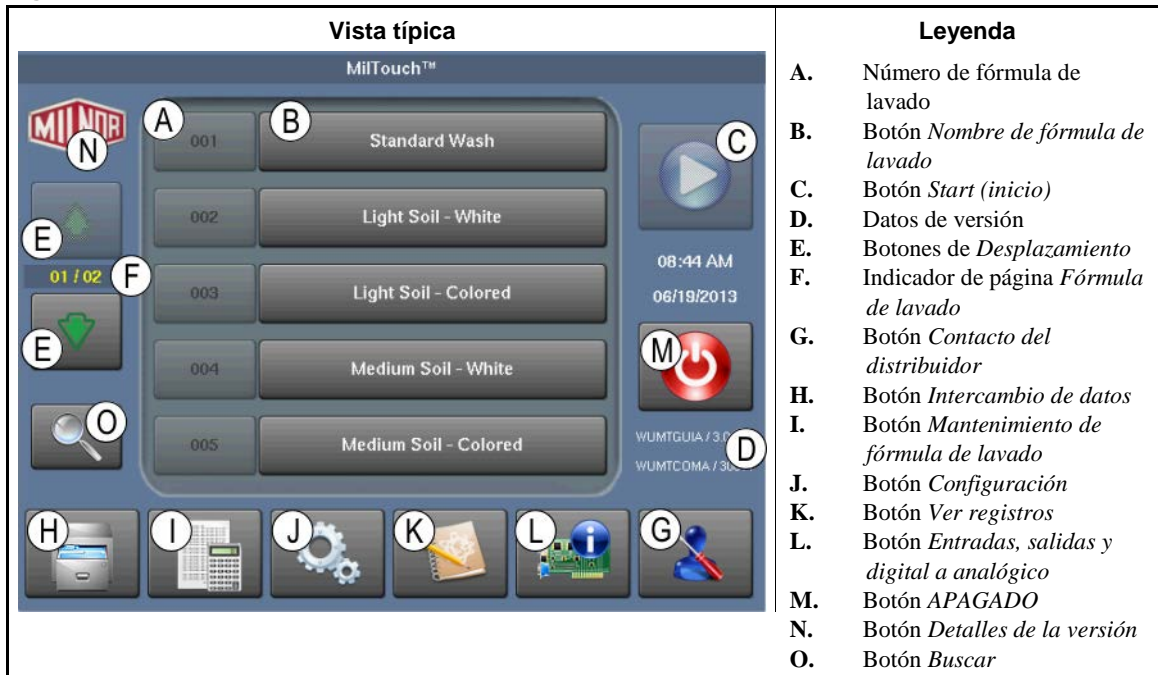 Vista típica
MilTouch™
MILNOR
N
A
001
B
Standard Wash
C
002
Light Soil - White
E
01 / 02
F
003
Light Soil - Colored
08:44 AM
06/19/2013
E
004
Medium Soil - White
M
O
005
Medium Soil - Colored
WUMTGUIA /
D
WUMTCOMA /
H
I
J
K
L
G
Leyenda
A. Número de fórmula de
lavado
B. Botón Nombre de fórmula de
lavado
C. Botón Start (inicio)
D. Datos de versión
E. Botones de Desplazamiento
F. Indicador de página Fórmula
de lavado
G. Botón Contacto del
distribuidor
H. Botón Intercambio de datos
I. Botón Mantenimiento de
fórmula de lavado
J. Botón Configuración
K. Botón Ver registros
L. Botón Entradas, salidas y
digital a analógico
M. Botón APAGADO
N. Botón Detalles de la versión
O. Botón Buscar